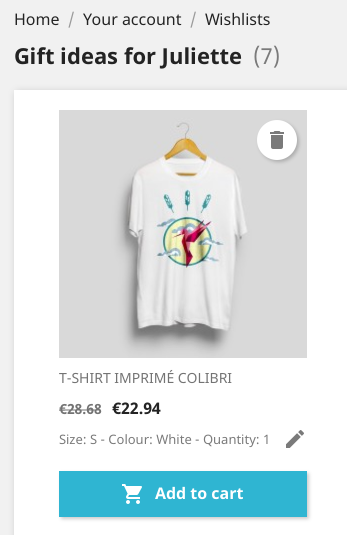 Home / Your account / Wishlists
Gift ideas for Juliette (7)
T-SHIRT IMPRIMÉ COLIBRI
€28.68 €22.94
Size: S - Colour: White - Quantity: 1
Add to cart